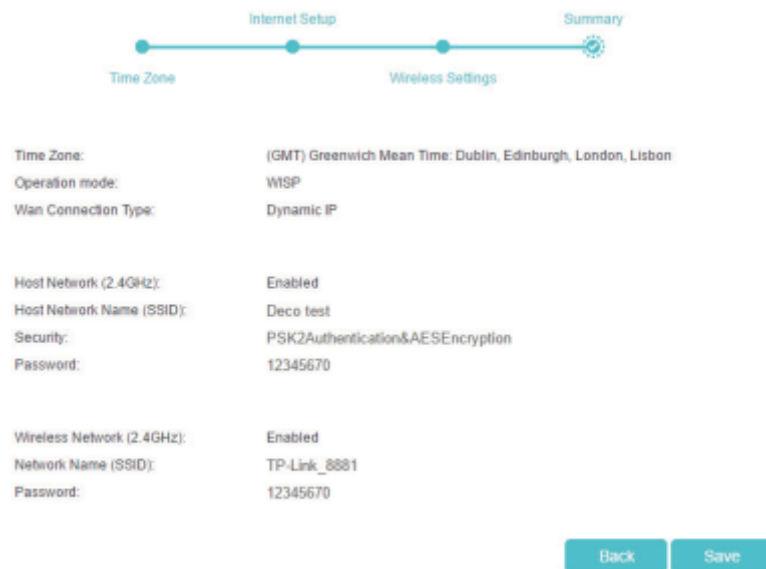 Internet Setup
Summary
Time Zone
Wireless Settings
Time Zone: (GMT) Greenwich Mean Time: Dublin, Edinburgh, London, Lisbon
Operation mode: WISP
Wan Connection Type: Dynamic IP
Host Network (2.4GHz): Enabled
Host Network Name (SSID): Deco test
Security: PSK2Authentication&AESEncryption
Password: 12345670
Wireless Network (2.4GHz): Enabled
Network Name (SSID): TP-Link_8881
Password: 12345670
Back
Save